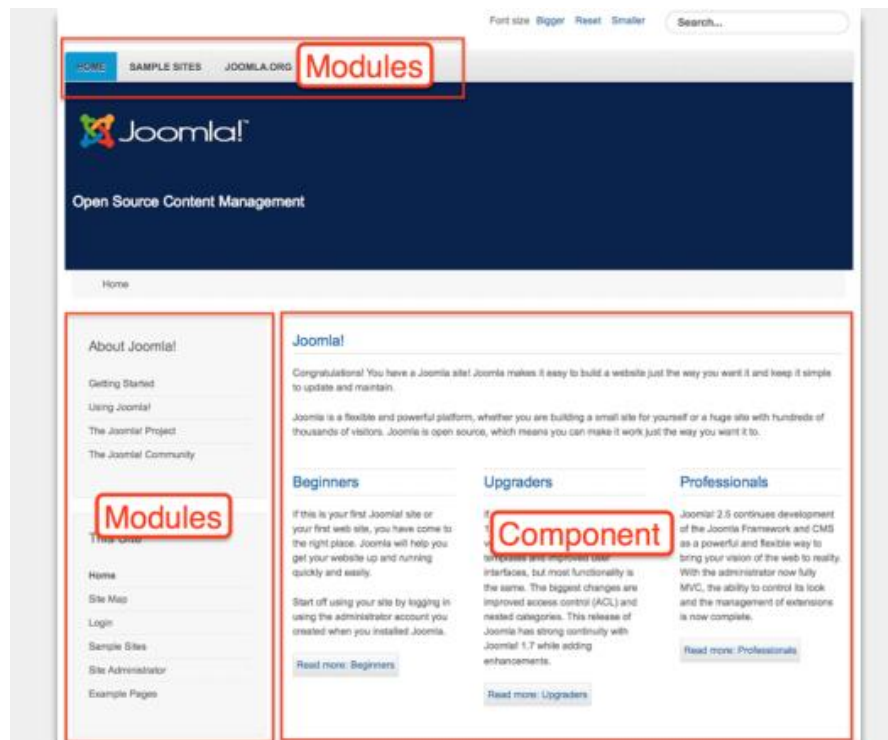 Font size Bigger Reset Smaller Search...
HOME SAMPLE SITES JOOMLA.ORG Modules
Joomla!
Open Source Content Management
Home
About Joomla!
Getting Started
Using Joomla!
The Joomla! Project
The Joomla! Community
Modules
This Site
Home
Site Map
Login
Sample Sites
Site Administrator
Example Pages
Joomla!
Congratulations! You have a Joomla site! Joomla makes it easy to build a website just the way you want it and keep it simple
to update and maintain.
Joomla is a flexible and powerful platform, whether you are building a small site for yourself or a huge site with hundreds of
thousands of visitors. Joomla is open source, which means you can make it work just the way you want it to.
Beginners
If this is your first Joomla! site or
your first web site, you have come to
the right place. Joomla will help you
get your website up and running
quickly and easily.
Start off using your site by logging in
using the administrator account you
created when you installed Joomla.
Read more: Beginners
Upgraders
Component
templates and improved user
interfaces, but most functionality is
the same. The biggest changes are
improved access control (ACL) and
nested categories. This release of
Joomla has strong continuity with
Joomla! 1.7 while adding
enhancements.
Read more: Upgraders
Professionals
Joomla! 2.5 continues development
of the Joomla Framework and CMS
as a powerful and flexible way to
bring your vision of the web to reality.
With the administrator now fully
MVC, the ability to control its look
and the management of extensions
is now complete.
Read more: Professionals